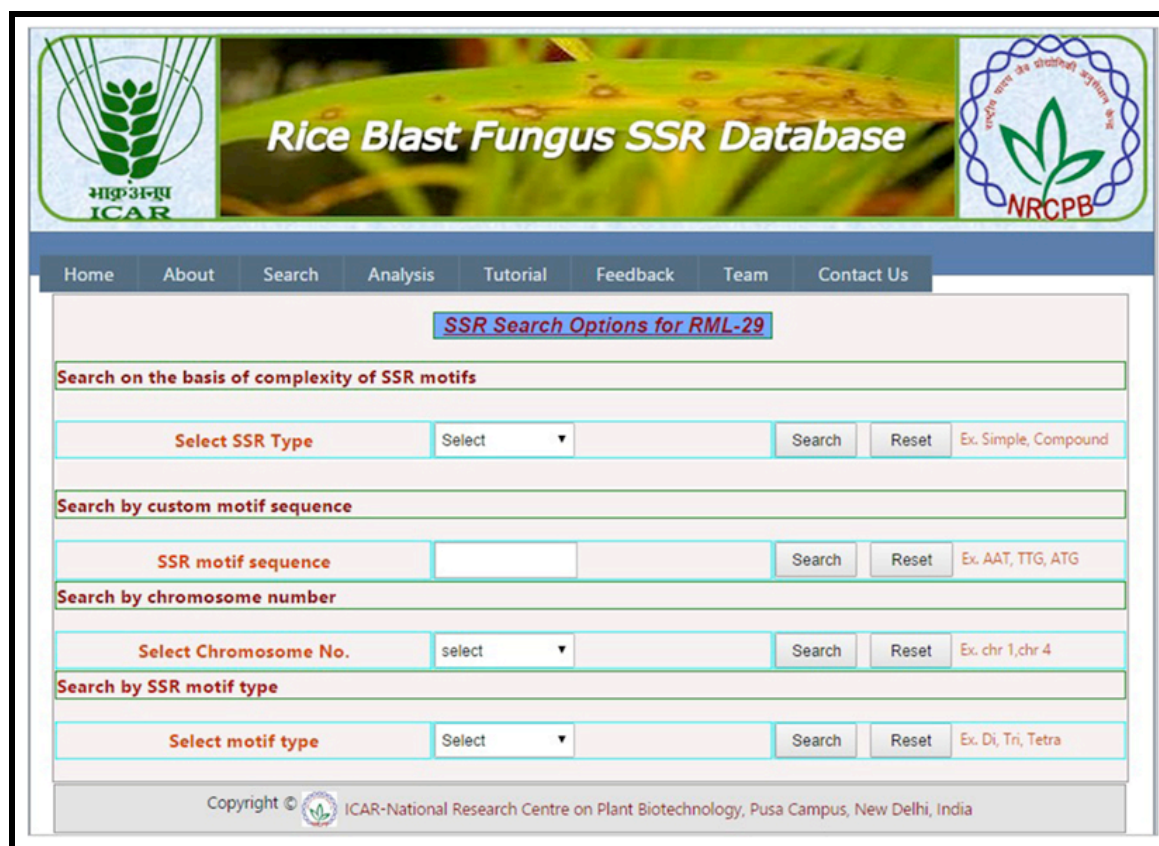 Rice Blast Fungus SSR Database
भाकृअनुप
ICAR
राष्ट्रीय पादप जैव प्रौद्योगिकी अनुसंधान केन्द्र
NRCPB
Home About Search Analysis Tutorial Feedback Team Contact Us
SSR Search Options for RML-29
Search on the basis of complexity of SSR motifs
Select SSR Type Select Search Reset Ex. Simple, Compound
Search by custom motif sequence
SSR motif sequence Search Reset Ex. AAT, TTG, ATG
Search by chromosome number
Select Chromosome No. select Search Reset Ex. chr 1,chr 4
Search by SSR motif type
Select motif type Select Search Reset Ex. Di, Tri, Tetra
Copyright © ICAR-National Research Centre on Plant Biotechnology, Pusa Campus, New Delhi, India